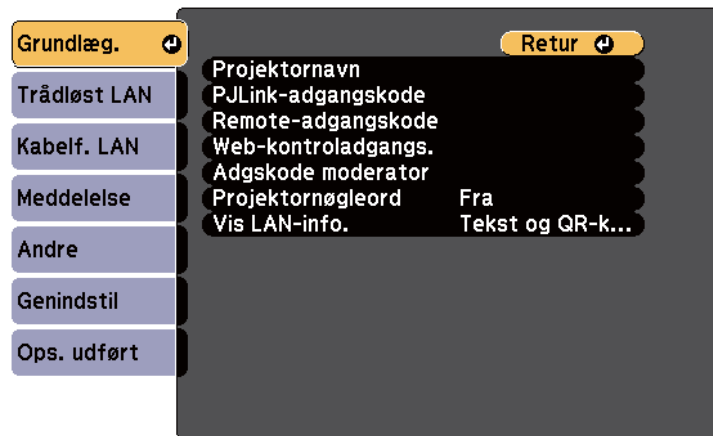 Grundlæg.
Retur
Projektornavn
Trådløst LAN
PJLink-adgangskode
Remote-adgangskode
Kabelf. LAN
Web-kontroladgangs.
Adgskode moderator
Meddelelse
Projektornøgleord Fra
Vis LAN-info. Tekst og QR-k...
Andre
Genindstil
Ops. udført